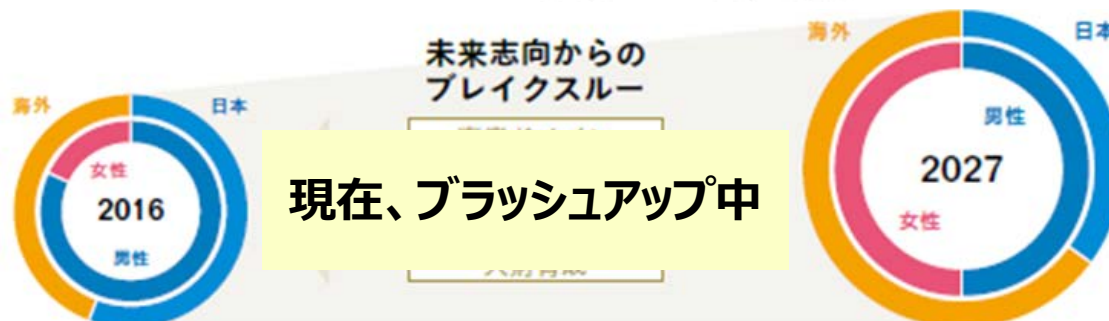 未来志向からの
ブレイクスルー
海外
日本
女性
2016
男性
現在、ブラッシュアップ中
海外
日本
男性
2027
女性